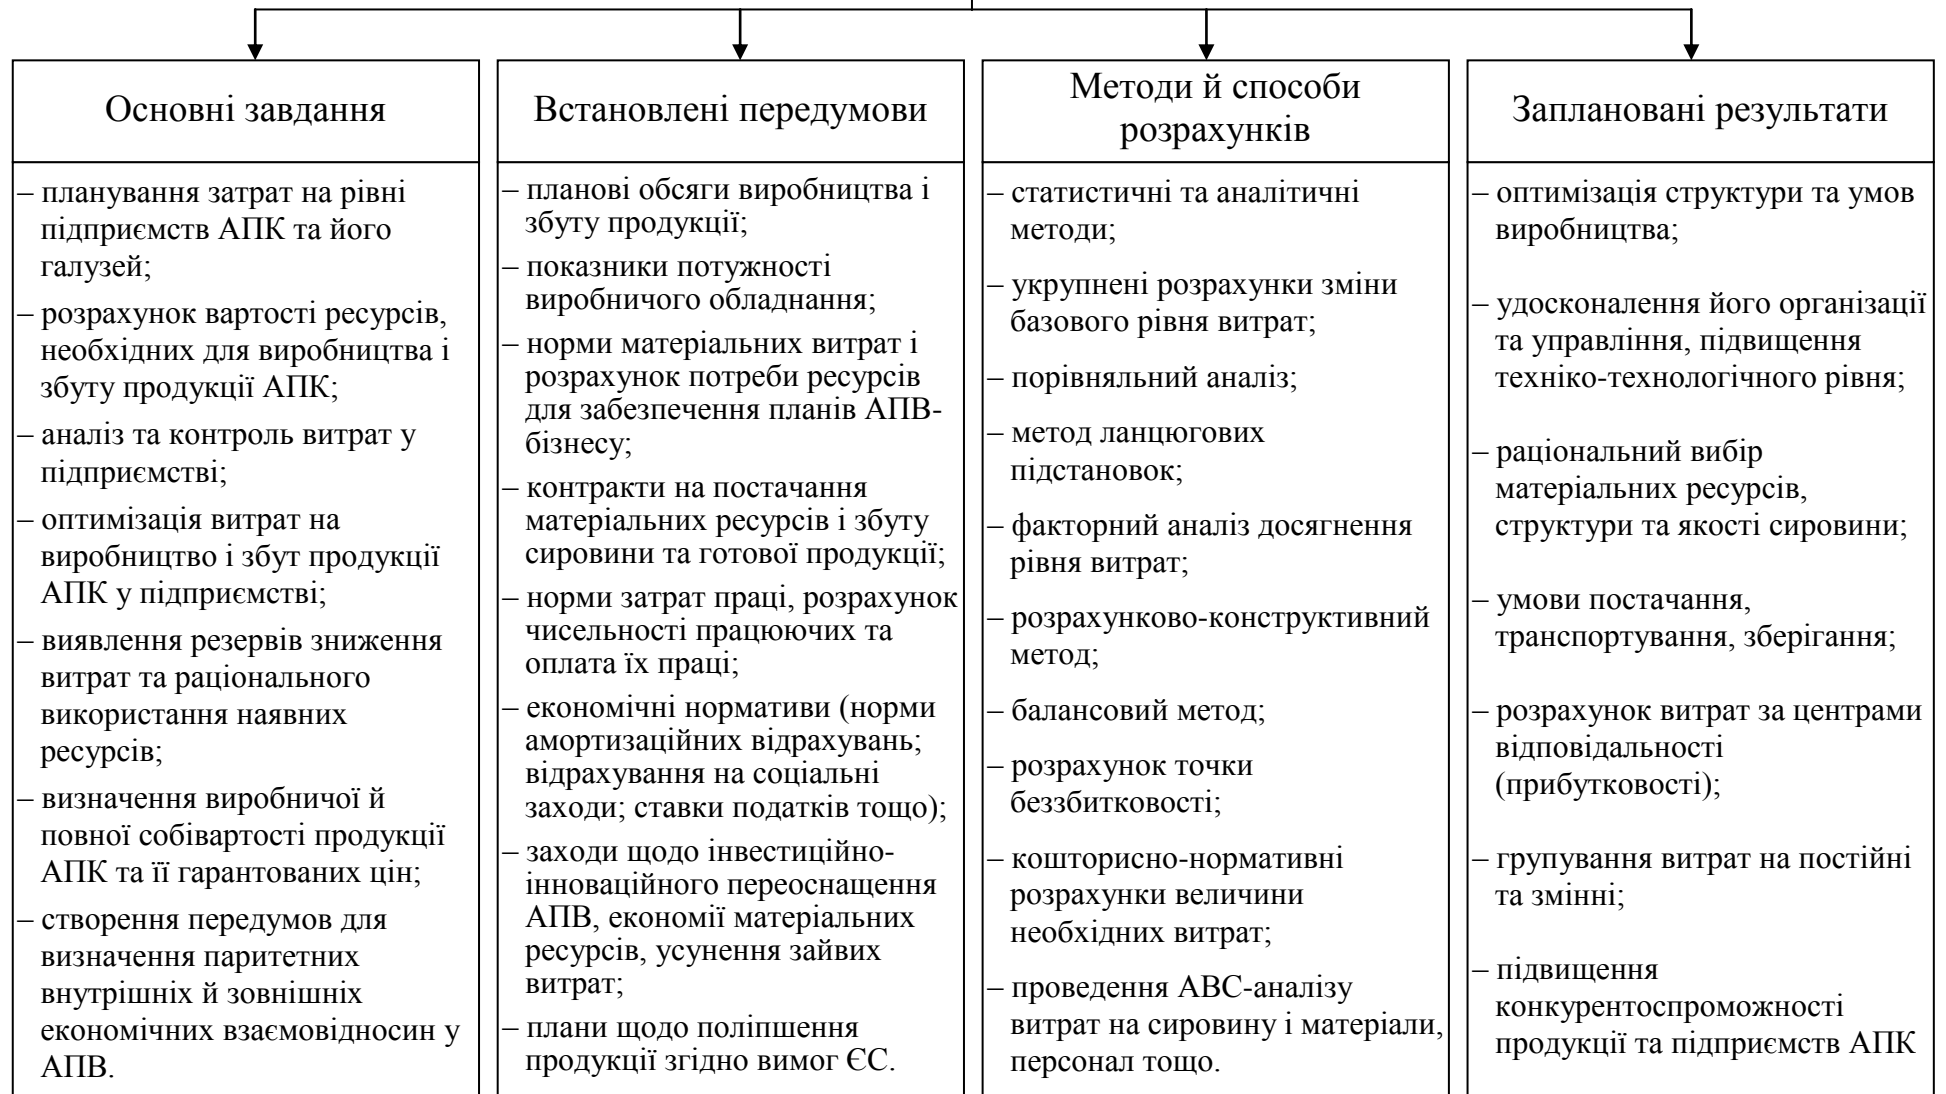 Основні завдання
– планування затрат на рівні
підприємств АПК та його
галузей;
– розрахунок вартості ресурсів,
необхідних для виробництва і
збуту продукції АПК;
– аналіз та контроль витрат у
підприємстві;
– оптимізація витрат на
виробництво і збут продукції
АПК у підприємстві;
– виявлення резервів зниження
витрат та раціонального
використання наявних
ресурсів;
– визначення виробничої й
повної собівартості продукції
АПК та її гарантованих цін;
– створення передумов для
визначення паритетних
внутрішніх й зовнішніх
економічних взаємовідносин у
АПВ.
Встановлені передумови
– планові обсяги виробництва і
збуту продукції;
– показники потужності
виробничого обладнання;
– норми матеріальних витрат і
розрахунок потреби ресурсів
для забезпечення планів АПВ-
бізнесу;
– контракти на постачання
матеріальних ресурсів і збуту
сировини та готової продукції;
– норми затрат праці, розрахунок
чисельності працюючих та
оплата їх праці;
– економічні нормативи (норми
амортизаційних відрахувань;
відрахування на соціальні
заходи; ставки податків тощо);
– заходи щодо інвестиційно-
інноваційного переоснащення
АПВ, економії матеріальних
ресурсів, усунення зайвих
витрат;
– плани щодо поліпшення
продукції згідно вимог ЄС.
Методи й способи
розрахунків
– статистичні та аналітичні
методи;
– укрупнені розрахунки зміни
базового рівня витрат;
– порівняльний аналіз;
– метод ланцюгових
підстановок;
– факторний аналіз досягнення
рівня витрат;
– розрахунково-конструктивний
метод;
– балансовий метод;
– розрахунок точки
беззбитковості;
– кошторисно-нормативні
розрахунки величини
необхідних витрат;
– проведення АВС-аналізу
витрат на сировину і матеріали,
персонал тощо.
Заплановані результати
– оптимізація структури та умов
виробництва;
– удосконалення його організації
та управління, підвищення
техніко-технологічного рівня;
– раціональний вибір
матеріальних ресурсів,
структури та якості сировини;
– умови постачання,
транспортування, зберігання;
– розрахунок витрат за центрами
відповідальності
(прибутковості);
– групування витрат на постійні
та змінні;
– підвищення
конкурентоспроможності
продукції та підприємств АПК